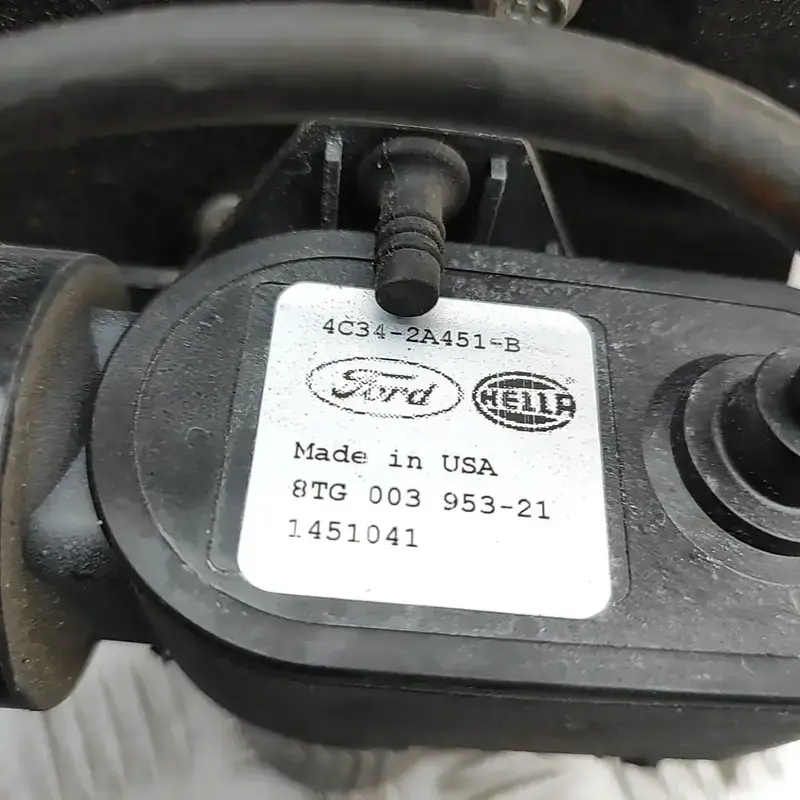 4C34-2A451-B
Ford HELLA
Made in USA
8TG 003 953-21
1451041